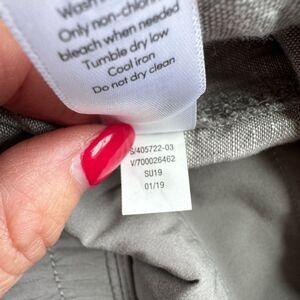 Only non-chlorine
bleach when needed
Tumble dry low
Cool iron
Do not dry clean
S/405722-03
V/700026462
SU19
01/19